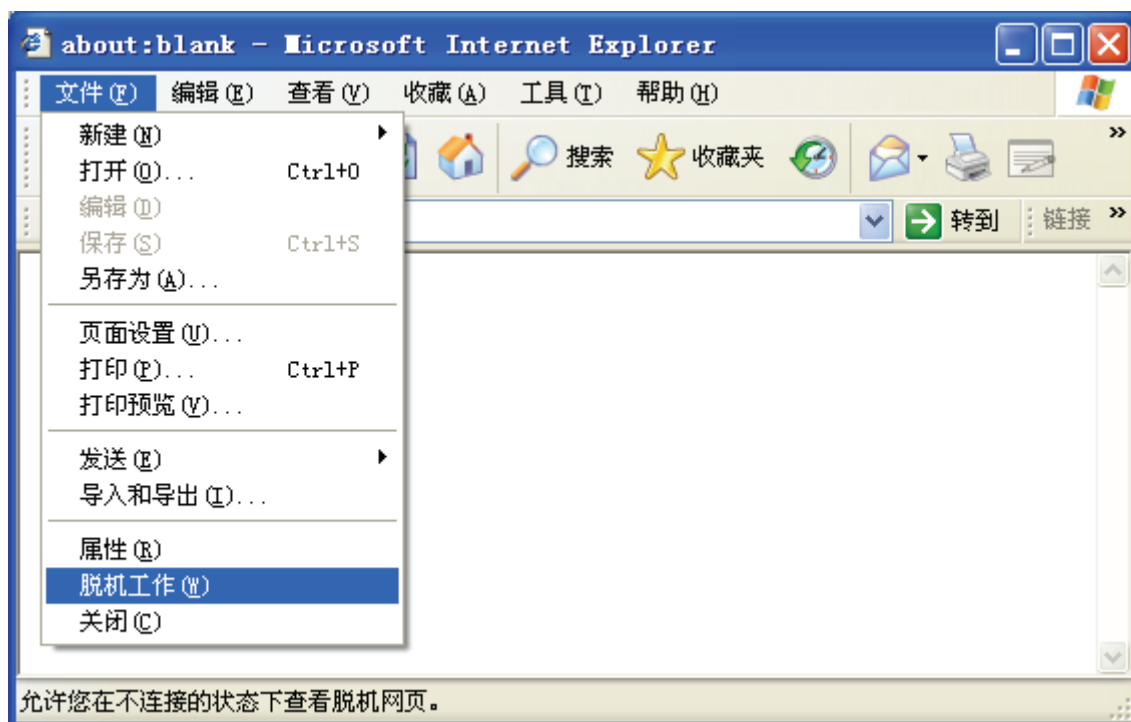 about:blank - Microsoft Internet Explorer
文件(F) 编辑(E) 查看(V) 收藏(A) 工具(T) 帮助(H)
新建(N)
打开(O)... Ctrl+O
编辑(D)
保存(S) Ctrl+S
另存为(A)...
页面设置(U)...
打印(P)... Ctrl+P
打印预览(V)...
发送(E)
导入和导出(I)...
属性(R)
脱机工作(W)
关闭(C)
搜索 收藏夹 »
转到 链接 »
允许您在不连接的状态下查看脱机网页。